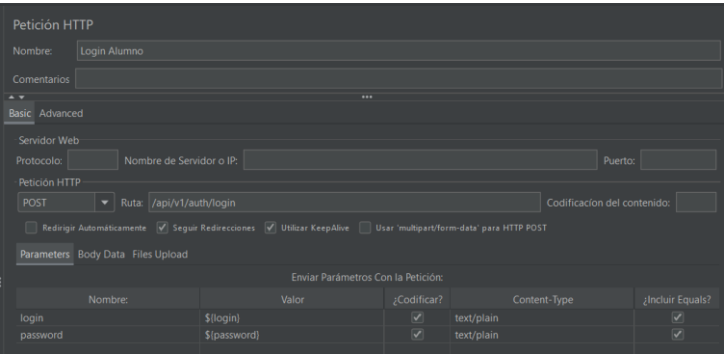 Petición HTTP
Nombre: Login Alumno
Comentarios
Basic Advanced
Servidor Web
Protocolo: Nombre de Servidor o IP: Puerto:
Petición HTTP
POST Ruta: /api/v1/auth/login Codificacíon del contenido:
Redirigir Automáticamente Seguir Redirecciones Utilizar KeepAlive Usar 'multipart/form-data' para HTTP POST
Parameters Body Data Files Upload
Enviar Parámetros Con la Petición:
Nombre: Valor ¿Codificar? Content-Type ¿Incluir Equals?
login ${login} text/plain
password ${password} text/plain